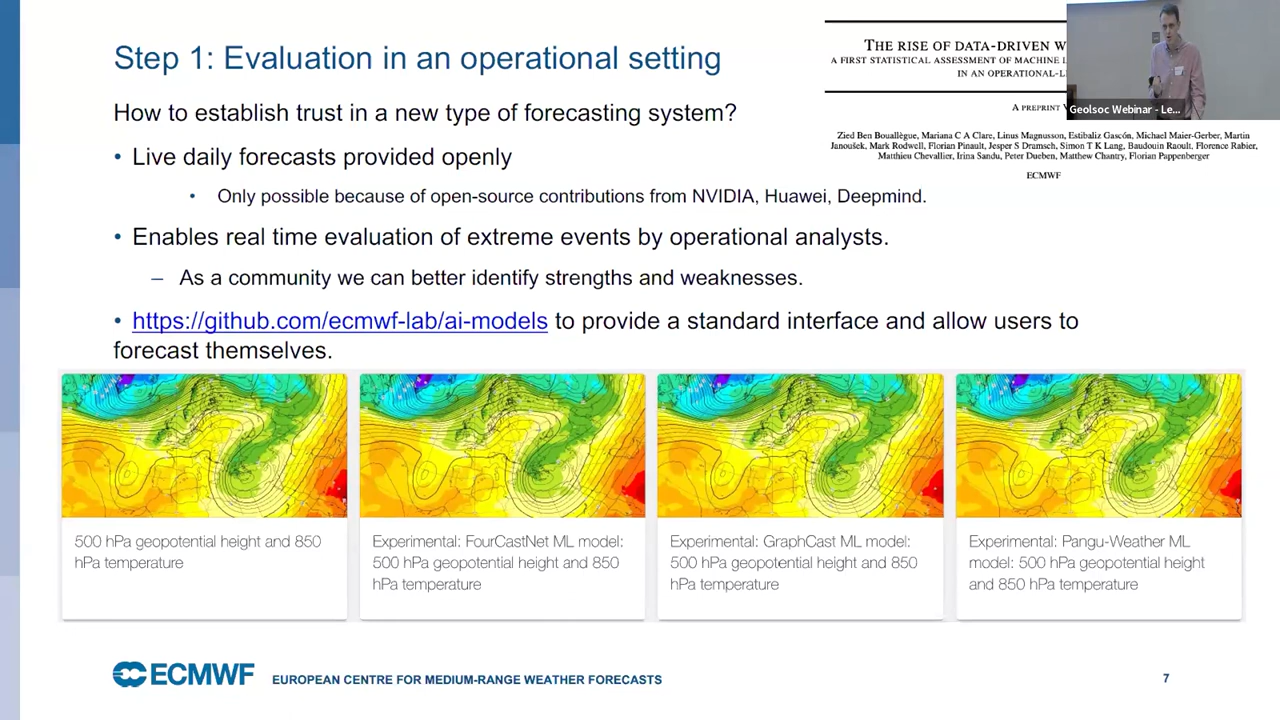 Step 1: Evaluation in an operational setting
How to establish trust in a new type of forecasting system?
• Live daily forecasts provided openly
• Only possible because of open-source contributions from NVIDIA, Huawei, Deepmind.
• Enables real time evaluation of extreme events by operational analysts.
– As a community we can better identify strengths and weaknesses.
• https://github.com/ecmwf-lab/ai-models to provide a standard interface and allow users to
forecast themselves.
THE RISE OF DATA-DRIVEN W
A FIRST STATISTICAL ASSESSMENT OF MACHINE L
IN AN OPERATIONAL-L
A PREPRINT
Geolsoc Webinar - Le...
Zied Ben Bouallègue, Mariana C A Clare, Linus Magnusson, Estibaliz Gascón, Michael Maier-Gerber, Martin
Janoušek, Mark Rodwell, Florian Pinault, Jesper S Dramsch, Simon T K Lang, Baudouin Raoult, Florence Rabier,
Matthieu Chevallier, Irina Sandu, Peter Dueben, Matthew Chantry, Florian Pappenberger
ECMWF
500 hPa geopotential height and 850
hPa temperature
Experimental: FourCastNet ML model:
500 hPa geopotential height and 850
hPa temperature
Experimental: GraphCast ML model:
500 hPa geopotential height and 850
hPa temperature
Experimental: Pangu-Weather ML
model: 500 hPa geopotential height
and 850 hPa temperature
ECMWF EUROPEAN CENTRE FOR MEDIUM-RANGE WEATHER FORECASTS
7